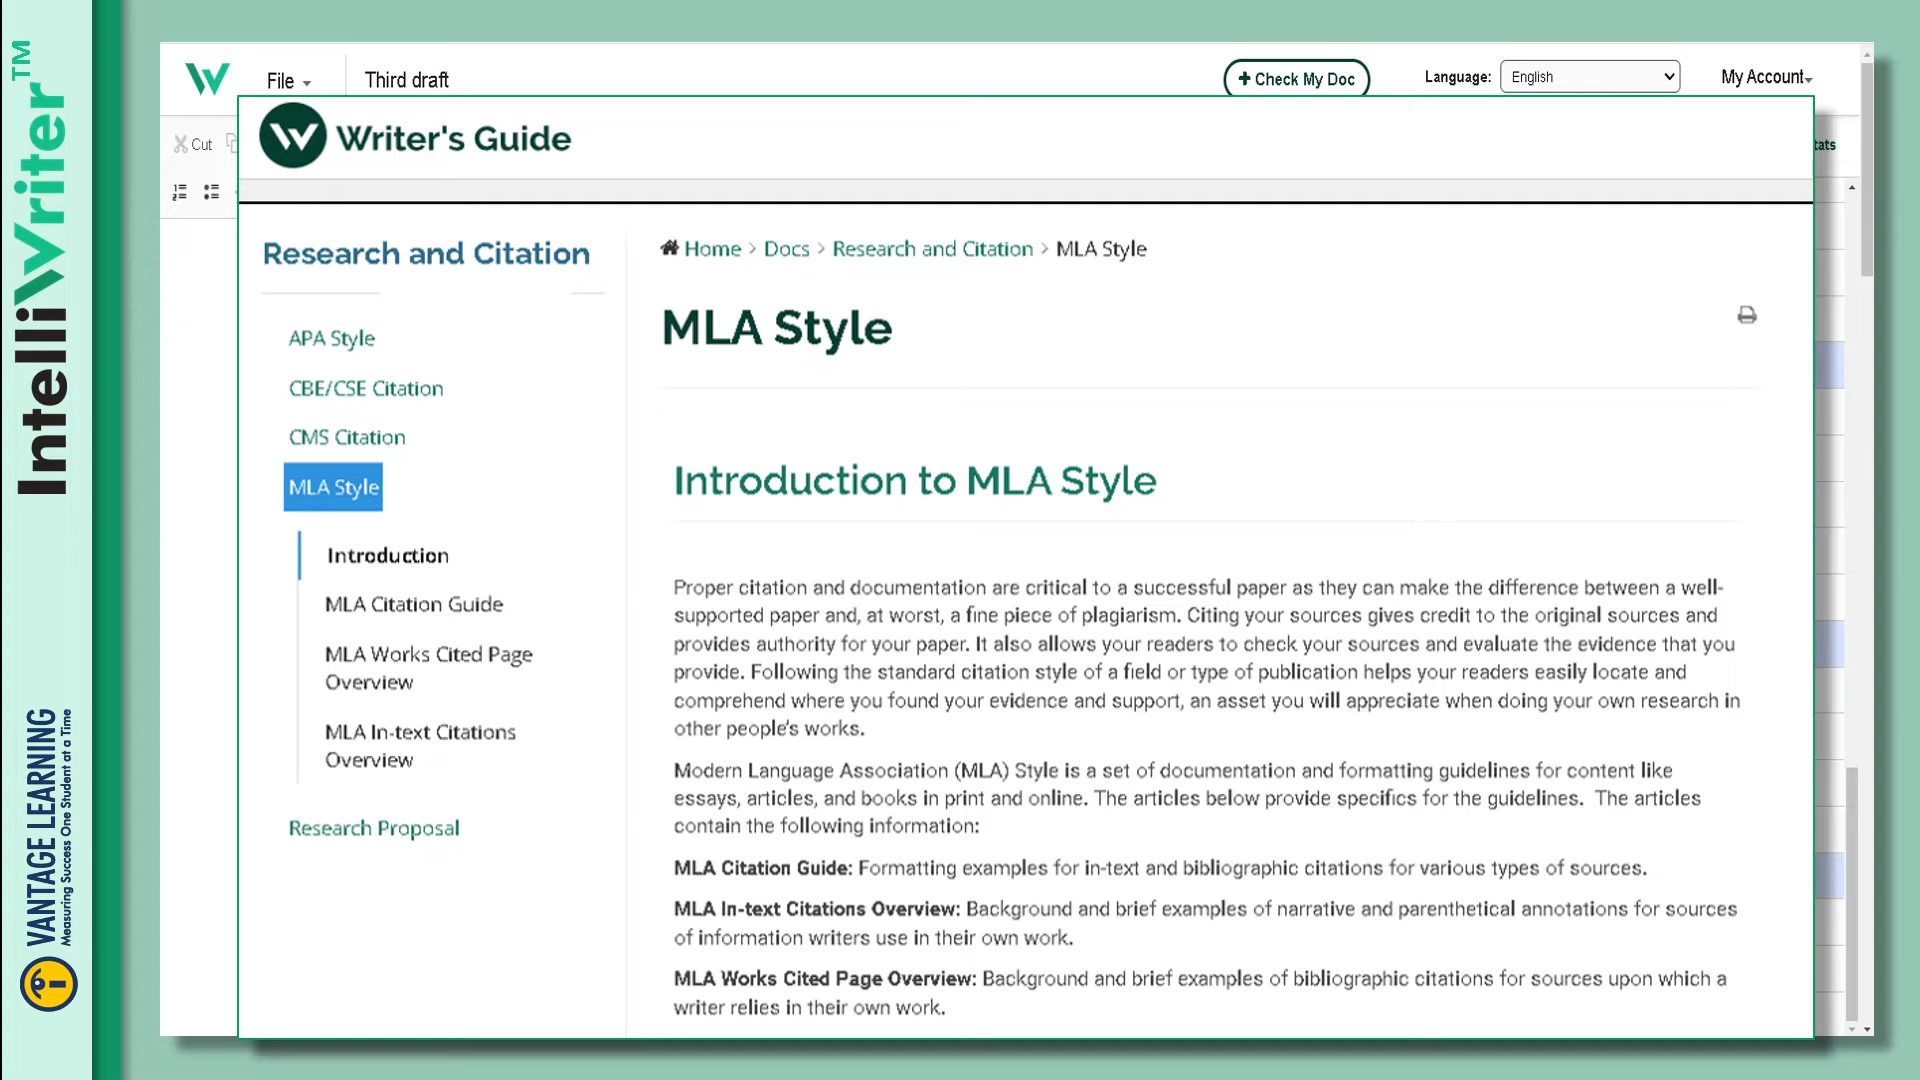 IntelliWriter™
VANTAGE LEARNING
Measuring Success One Student at a Time
File
Third draft
+ Check My Doc
Language:
English
My Account
Cut
tats
Writer's Guide
Research and Citation
APA Style
CBE/CSE Citation
CMS Citation
MLA Style
Introduction
MLA Citation Guide
MLA Works Cited Page
Overview
MLA In-text Citations
Overview
Research Proposal
Home > Docs > Research and Citation > MLA Style
MLA Style
Introduction to MLA Style
Proper citation and documentation are critical to a successful paper as they can make the difference between a well-
supported paper and, at worst, a fine piece of plagiarism. Citing your sources gives credit to the original sources and
provides authority for your paper. It also allows your readers to check your sources and evaluate the evidence that you
provide. Following the standard citation style of a field or type of publication helps your readers easily locate and
comprehend where you found your evidence and support, an asset you will appreciate when doing your own research in
other people's works.
Modern Language Association (MLA) Style is a set of documentation and formatting guidelines for content like
essays, articles, and books in print and online. The articles below provide specifics for the guidelines. The articles
contain the following information:
MLA Citation Guide: Formatting examples for in-text and bibliographic citations for various types of sources.
MLA In-text Citations Overview: Background and brief examples of narrative and parenthetical annotations for sources
of information writers use in their own work.
MLA Works Cited Page Overview: Background and brief examples of bibliographic citations for sources upon which a
writer relies in their own work.